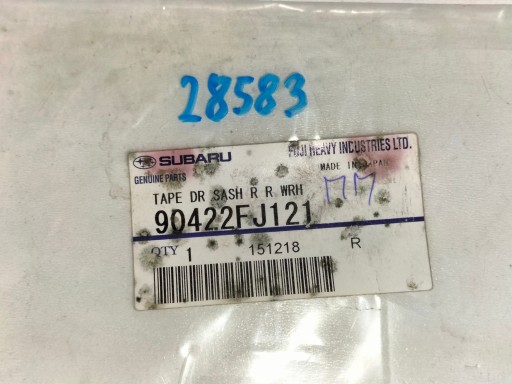 28583
SUBARU FUJI HEAVY INDUSTRIES LTD.
GENUINE PARTS MADE IN JAPAN
TAPE DR SASH R R WRH MM
90422FJ121
QTY 1 151218 R